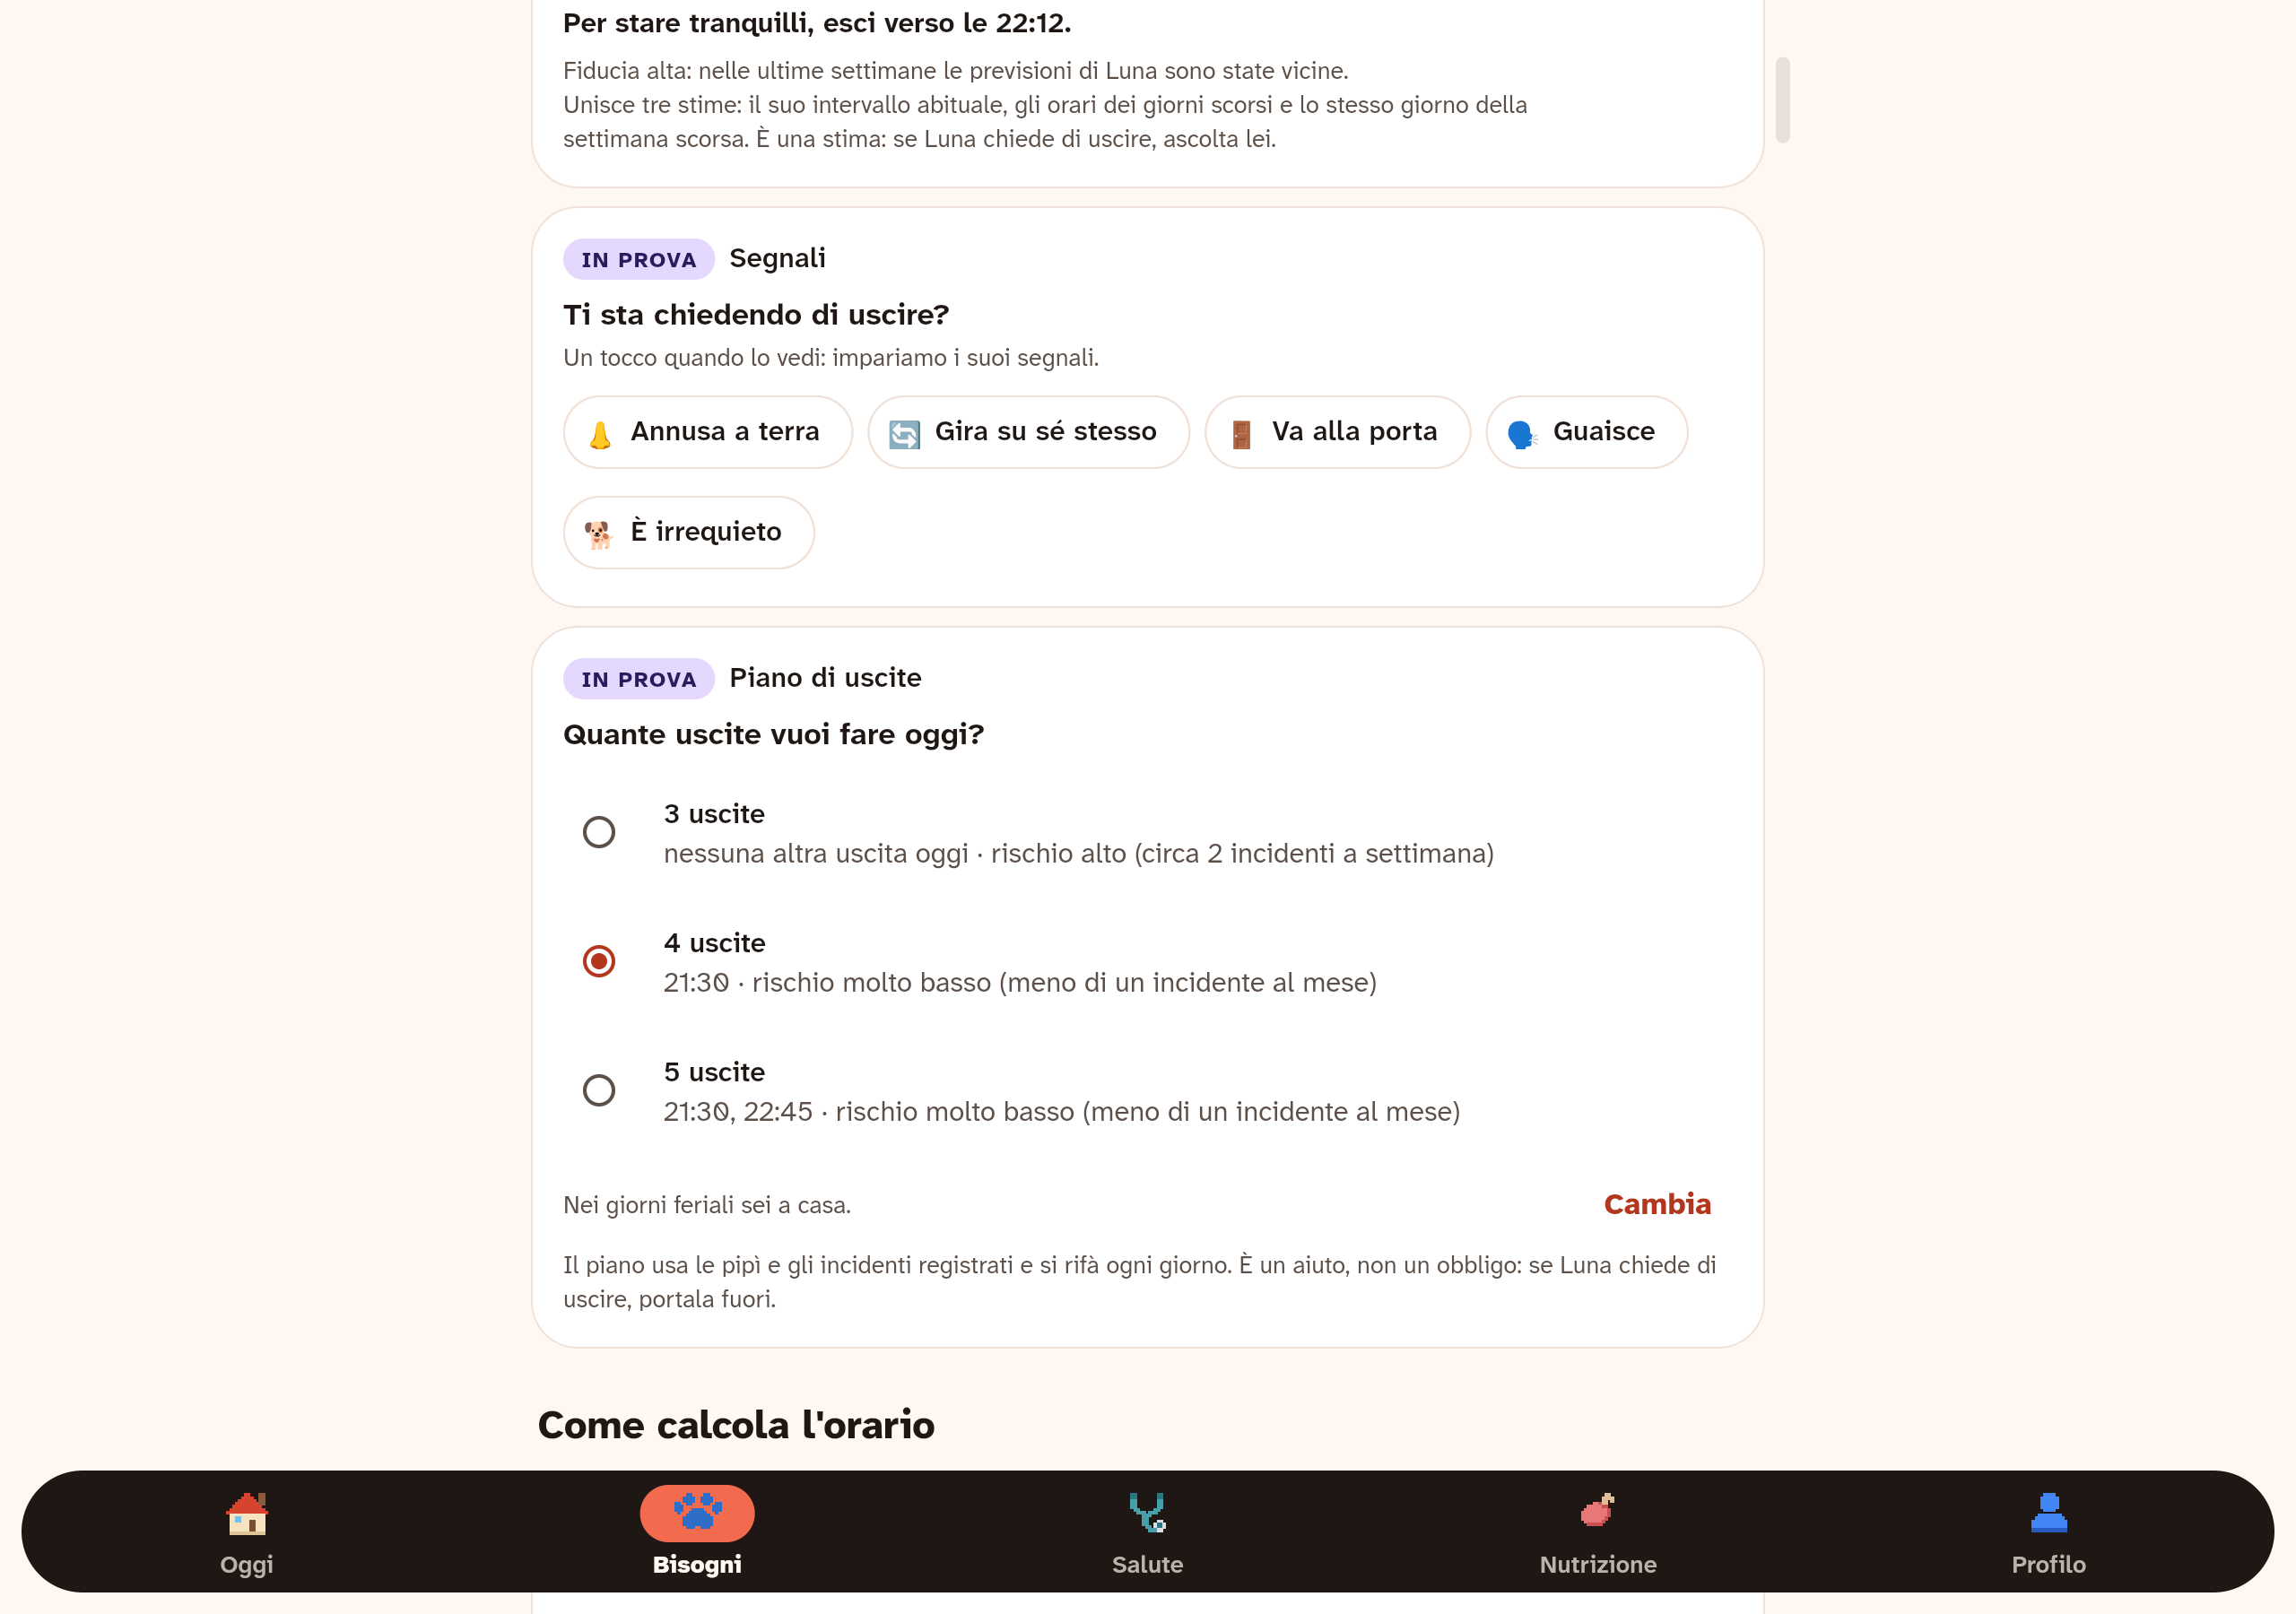 Per stare tranquilli, esci verso le 22:12.
Fiducia alta: nelle ultime settimane le previsioni di Luna sono state vicine.
Unisce tre stime: il suo intervallo abituale, gli orari dei giorni scorsi e lo stesso giorno della
settimana scorsa. È una stima: se Luna chiede di uscire, ascolta lei.
IN PROVA Segnali
Ti sta chiedendo di uscire?
Un tocco quando lo vedi: impariamo i suoi segnali.
Annusa a terra Gira su sé stesso Va alla porta Guaisce
È irrequieto
IN PROVA Piano di uscite
Quante uscite vuoi fare oggi?
3 uscite
nessuna altra uscita oggi · rischio alto (circa 2 incidenti a settimana)
4 uscite
21:30 · rischio molto basso (meno di un incidente al mese)
5 uscite
21:30, 22:45 · rischio molto basso (meno di un incidente al mese)
Nei giorni feriali sei a casa. Cambia
Il piano usa le pipì e gli incidenti registrati e si rifà ogni giorno. È un aiuto, non un obbligo: se Luna chiede di
uscire, portala fuori.
Come calcola l'orario
Oggi Bisogni Salute Nutrizione Profilo